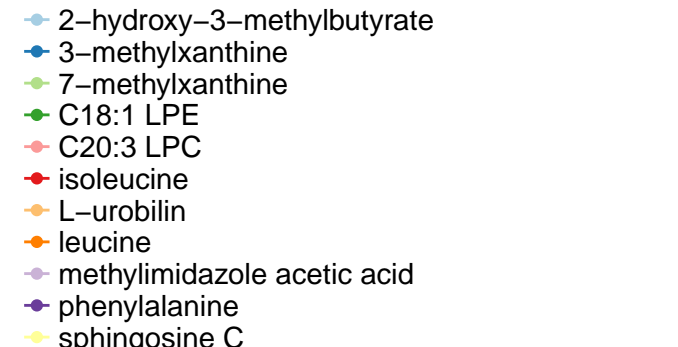 2−hydroxy−3−methylbutyrate
3−methylxanthine
7−methylxanthine
C18:1 LPE
C20:3 LPC
isoleucine
L−urobilin
leucine
methylimidazole acetic acid
phenylalanine
sphingosine C